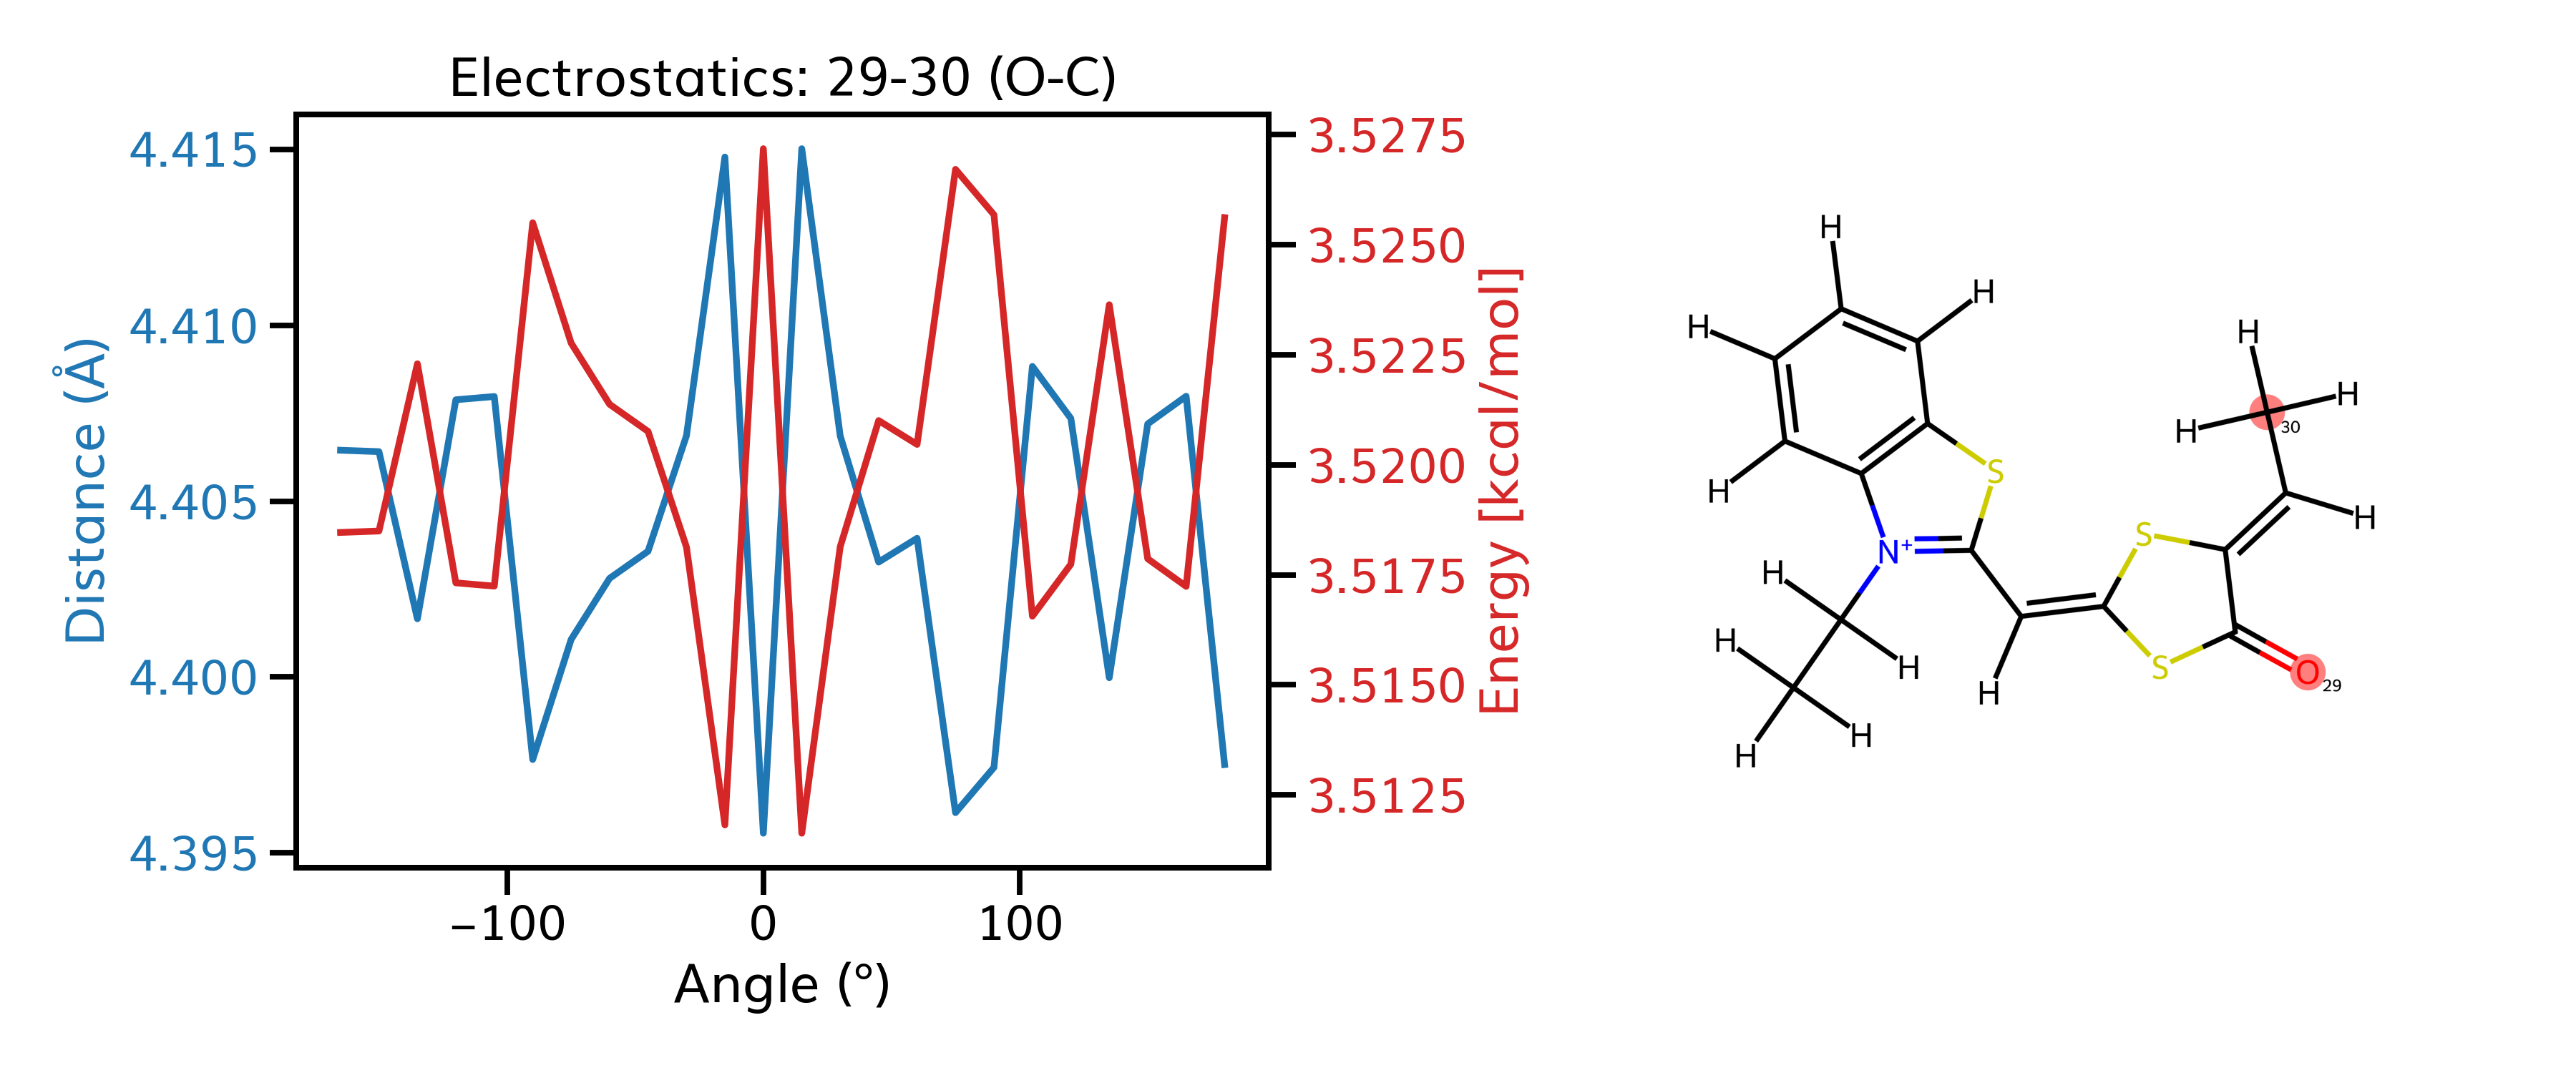 Electrostatics: 29-30 (O-C)
4.415
4.410
4.405
4.400
4.395
Distance (Å)
3.5275
3.5250
3.5225
3.5200
3.5175
3.5150
3.5125
Energy [kcal/mol]
−100 0 100
Angle (°)
H
H
H
H
H
H
H
30
S
H
H
S
N⁺
H
H
H
S
O
29
H
H
H